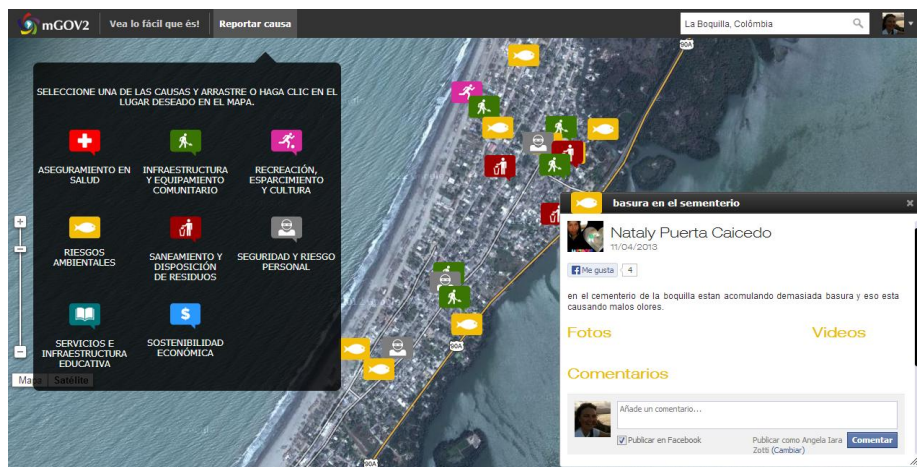 mGOV2
Vea lo fácil que és!
Reportar causa
La Boquilla, Colômbia
SELECCIONE UNA DE LAS CAUSAS Y ARRASTRE O HAGA CLIC EN EL
LUGAR DESEADO EN EL MAPA.
ASEGURAMIENTO EN
SALUD
INFRAESTRUCTURA
Y EQUIPAMIENTO
COMUNITARIO
RECREACIÓN,
ESPARCIMIENTO
Y CULTURA
RIESGOS
AMBIENTALES
SANEAMIENTO Y
DISPOSICIÓN
DE RESIDUOS
SEGURIDAD Y RIESGO
PERSONAL
$
SERVICIOS E
INFRAESTRUCTURA
EDUCATIVA
SOSTENIBILIDAD
ECONÓMICA
Mapa
Satélite
90A
90A
90A
basura en el sementerio
Nataly Puerta Caicedo
11/04/2013
Me gusta
4
en el cementerio de la boquilla estan acomulando demasiada basura y eso esta
causando malos olores.
Fotos
Videos
Comentarios
Añade un comentario...
Publicar en Facebook
Publicar como Angela Iara
Zotti (Cambiar)
Comentar